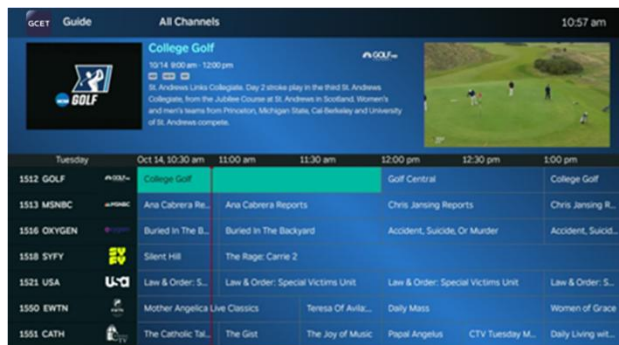 GCET Guide All Channels 10:57 am
College Golf
GOLF
10/14 9:00 am - 12:00 pm
St. Andrews Links Collegiate. Day 2 stroke play in the third St. Andrews
Collegiate, from the Jubilee Course at St. Andrews in Scotland. Women's
and men's teams from Princeton, Michigan State, Cal-Berkeley and University
of St. Andrews compete.
GOLF
Tuesday Oct 14, 10:30 am 11:00 am 11:30 am 12:00 pm 12:30 pm 1:00 pm
1512 GOLF GOLF College Golf Golf Central College Golf
1513 MSNBC MSNBC Ana Cabrera Re... Ana Cabrera Reports Chris Jansing Reports Chris Jansing R...
1516 OXYGEN Buried In The B... Buried In The Backyard Accident, Suicide, Or Murder Accident, Suicid...
1518 SYFY SYFY Silent Hill The Rage: Carrie 2
1521 USA USA Law & Order: S... Law & Order: Special Victims Unit Law & Order: Special Victims Unit Law & Order: S...
1550 EWTN Mother Angelica Live Classics Teresa Of Avila:... Daily Mass Women of Grace
1551 CATH The Catholic Tal... The Gist The Joy of Music Papal Angelus CTV Tuesday M... Daily Living wit...